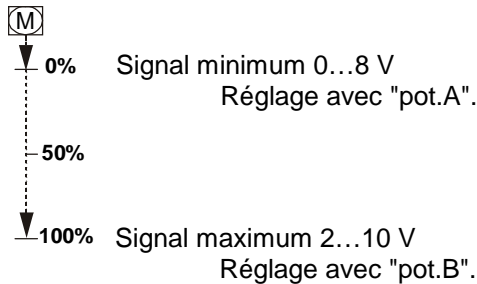 M
0% Signal minimum 0...8 V
Réglage avec "pot.A".
50%
100% Signal maximum 2...10 V
Réglage avec "pot.B".